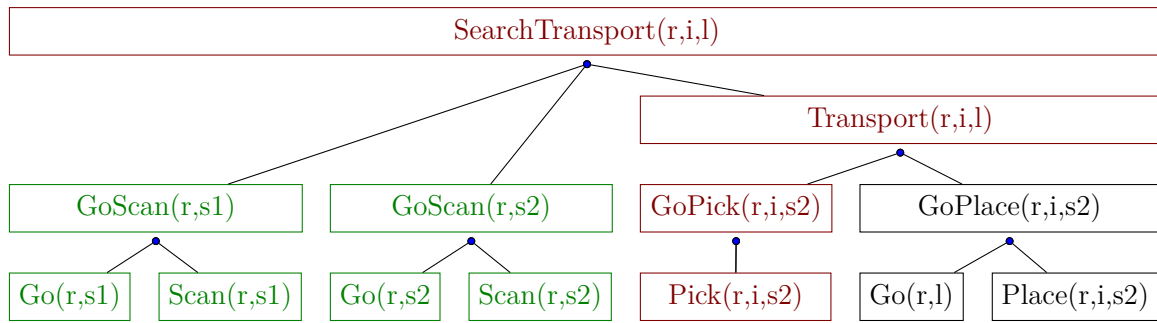 SearchTransport(r,i,l)
Transport(r,i,l)
GoScan(r,s1)
GoScan(r,s2)
GoPick(r,i,s2)
GoPlace(r,i,s2)
Go(r,s1)
Scan(r,s1)
Go(r,s2
Scan(r,s2)
Pick(r,i,s2)
Go(r,l)
Place(r,i,s2)